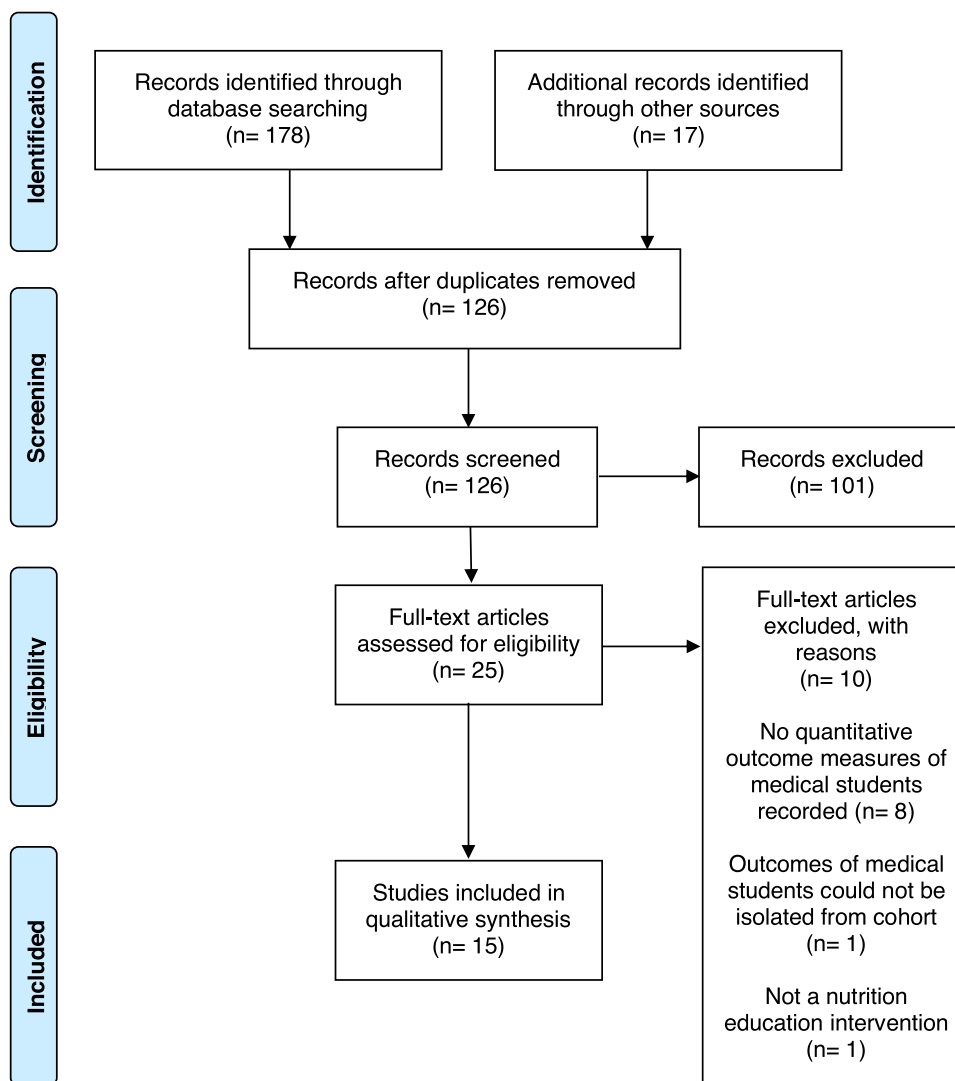 Identification
Records identified through
database searching
(n= 178)
Additional records identified
through other sources
(n= 17)
Records after duplicates removed
(n= 126)
Screening
Records screened
(n= 126)
Records excluded
(n= 101)
Eligibility
Full-text articles
assessed for eligibility
(n= 25)
Full-text articles
excluded, with
reasons
(n= 10)
No quantitative
outcome measures of
medical students
recorded (n= 8)
Outcomes of medical
students could not be
isolated from cohort
(n= 1)
Not a nutrition
education intervention
(n= 1)
Included
Studies included in
qualitative synthesis
(n= 15)